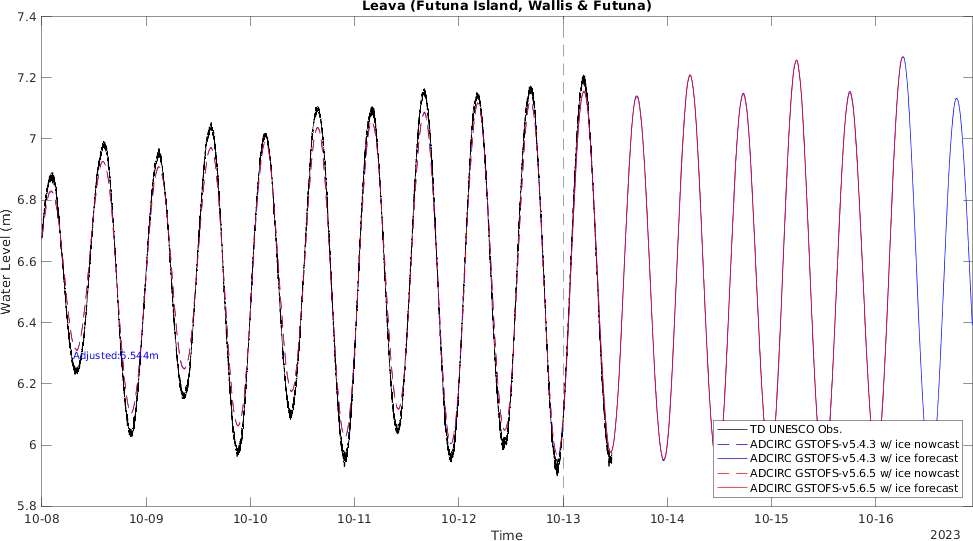 Leava (Futuna Island, Wallis & Futuna)
7.4
7.2
7
6.8
6.6
6.4
6.2
6
5.8
Water Level (m)
Adjusted:6.544m
TD UNESCO Obs.
ADCIRC GSTOFS-v5.4.3 w/ ice nowcast
ADCIRC GSTOFS-v5.4.3 w/ ice forecast
ADCIRC GSTOFS-v5.6.5 w/ ice nowcast
ADCIRC GSTOFS-v5.6.5 w/ ice forecast
10-08 10-09 10-10 10-11 10-12 10-13 10-14 10-15 10-16
Time
2023